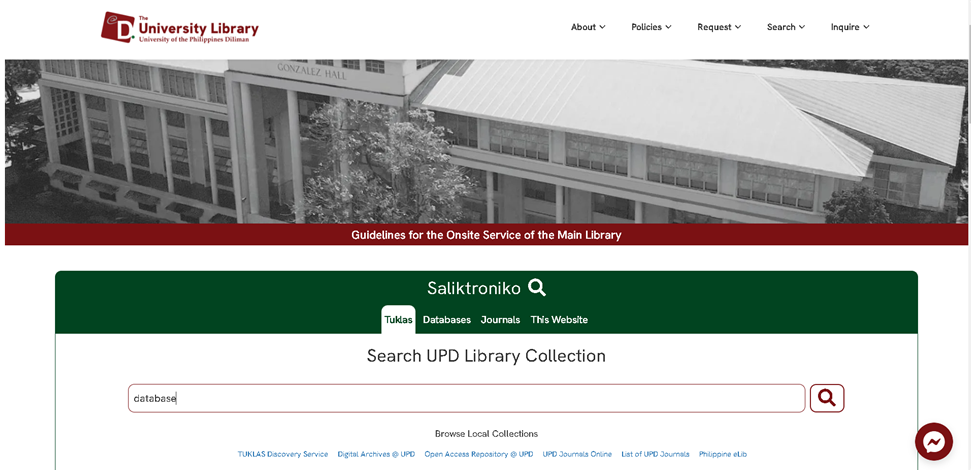 The
University Library
University of the Philippines Diliman
About Policies Request Search Inquire
GONZALEZ HALL
Guidelines for the Onsite Service of the Main Library
Saliktroniko
Tuklas Databases Journals This Website
Search UPD Library Collection
database
Browse Local Collections
TUKLAS Discovery Service Digital Archives @ UPD Open Access Repository @ UPD UPD Journals Online List of UPD Journals Philippine eLib